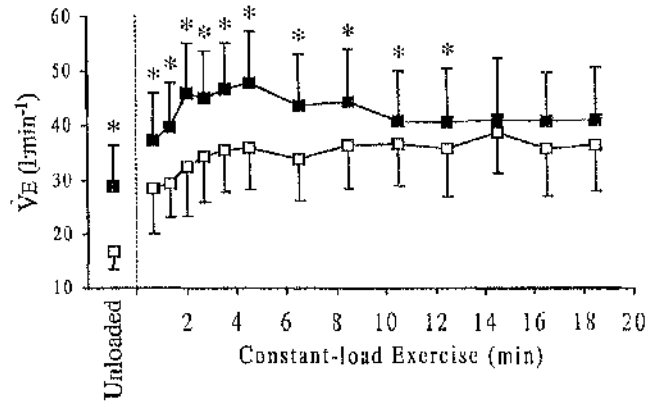 60
50
40
30
20
10
V̇E (l·min⁻¹)
* * * * * * * * * * *
Unloaded
2 4 6 8 10 12 14 16 18 20
Constant-load Exercise (min)